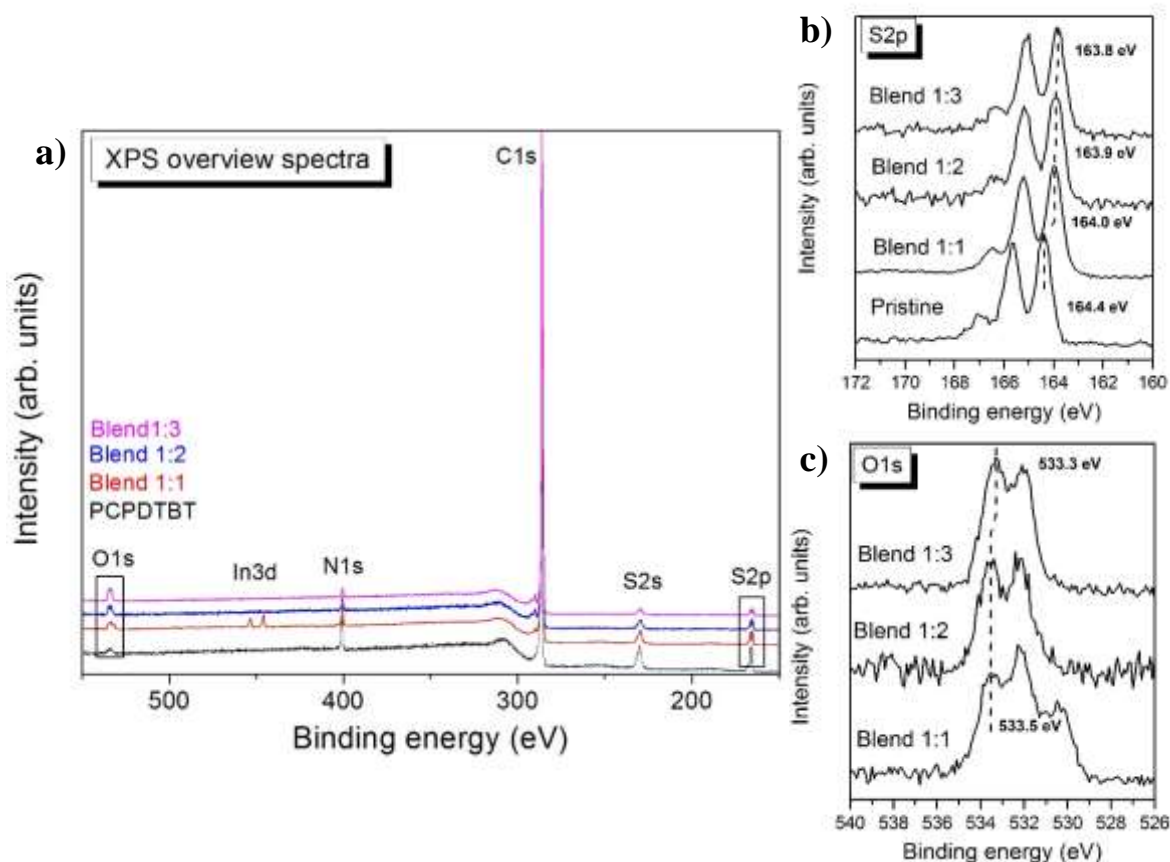 a)
XPS overview spectra
C1s
Intensity (arb. units)
Blend1:3
Blend 1:2
Blend 1:1
PCPDTBT
O1s
In3d
N1s
S2s
S2p
500
400
300
200
Binding energy (eV)
b)
S2p
163.8 eV
Blend 1:3
163.9 eV
Blend 1:2
164.0 eV
Blend 1:1
Pristine
164.4 eV
Intensity (arb. units)
172 170 168 166 164 162 160
Binding energy (eV)
c)
O1s
533.3 eV
Blend 1:3
Blend 1:2
533.5 eV
Blend 1:1
Intensity (arb. units)
540 538 536 534 532 530 528 526
Binding energy (eV)